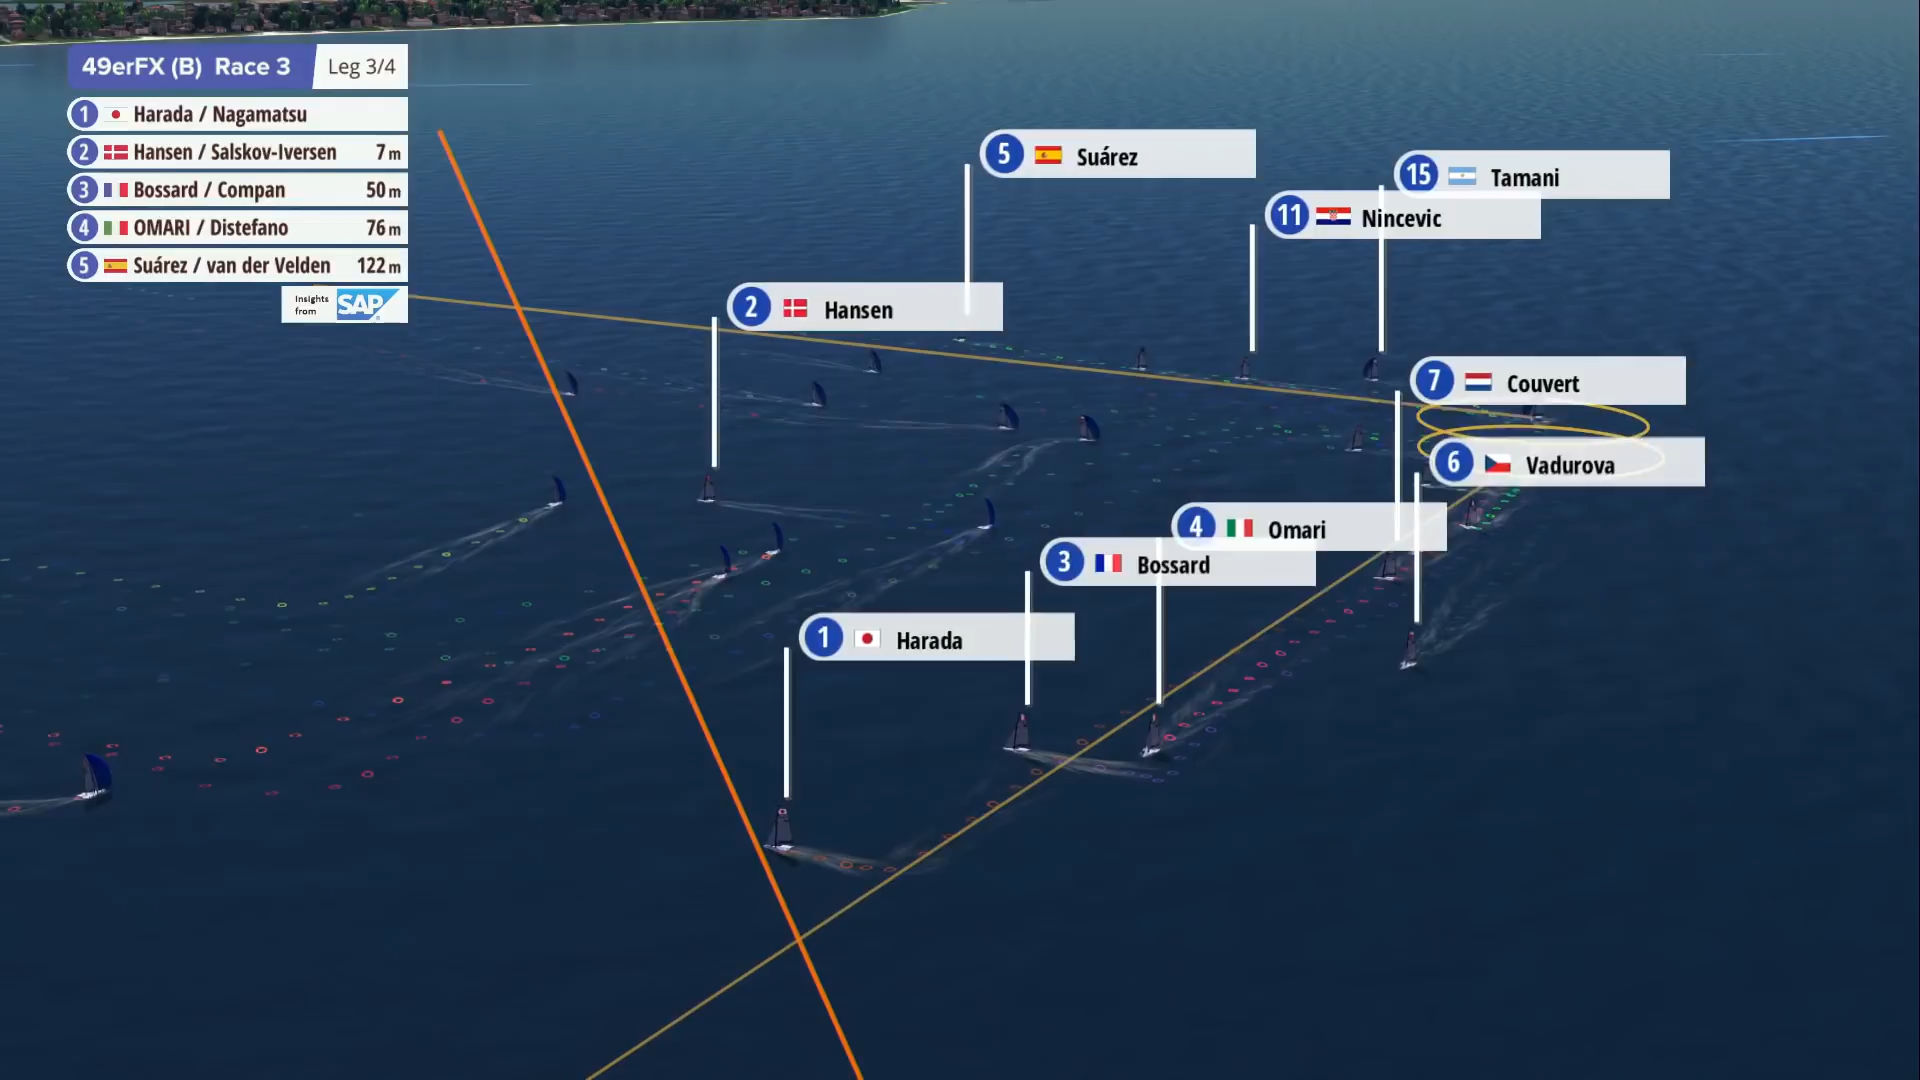 49erFX (B) Race 3 Leg 3/4
1 Harada / Nagamatsu
2 Hansen / Salskov-Iversen 7 m
3 Bossard / Compan 50 m
4 OMARI / Distefano 76 m
5 Suárez / van der Velden 122 m
Insights
from
SAP
5 Suárez
15 Tamani
11 Nincevic
2 Hansen
7 Couvert
6 Vadurova
4 Omari
3 Bossard
1 Harada